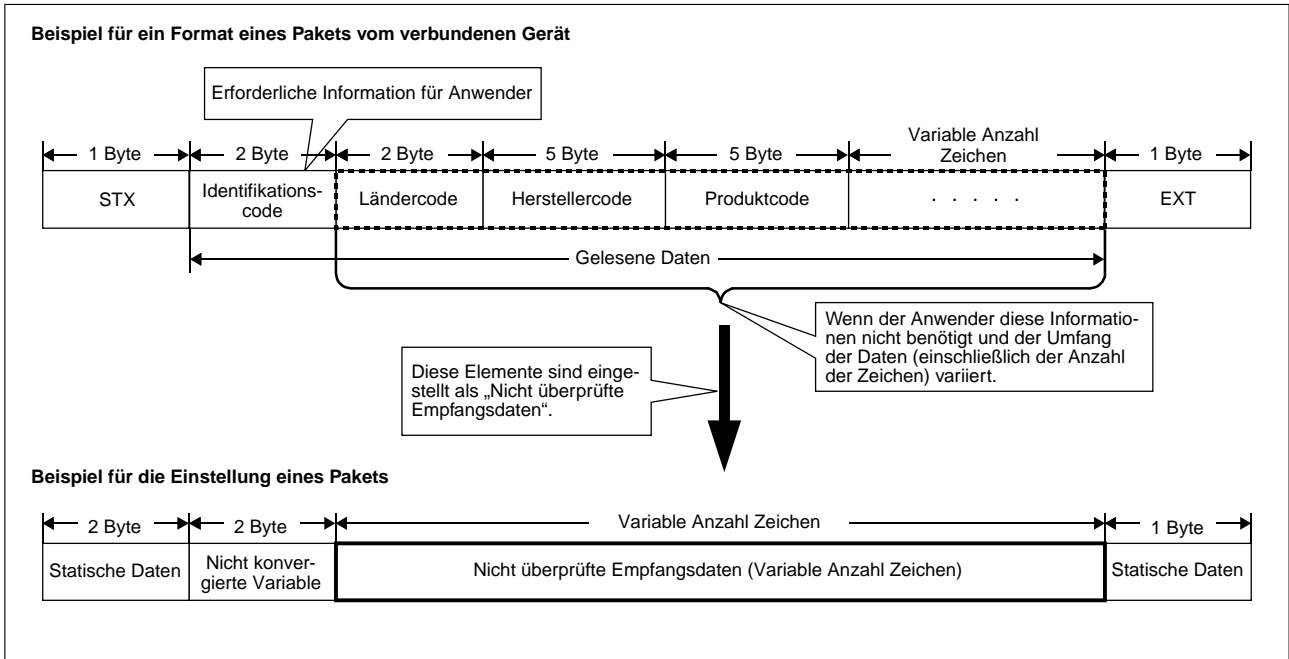 Beispiel für ein Format eines Pakets vom verbundenen Gerät
Erforderliche Information für Anwender
1 Byte 2 Byte 2 Byte 5 Byte 5 Byte Variable Anzahl
Zeichen 1 Byte
STX Identifikations-
code Ländercode Herstellercode Produktcode · · · · · EXT
Gelesene Daten
Wenn der Anwender diese Informatio-
nen nicht benötigt und der Umfang
der Daten (einschließlich der Anzahl
der Zeichen) variiert.
Diese Elemente sind einge-
stellt als „Nicht überprüfte
Empfangsdaten“.
Beispiel für die Einstellung eines Pakets
2 Byte 2 Byte Variable Anzahl Zeichen 1 Byte
Statische Daten Nicht konver-
gierte Variable Nicht überprüfte Empfangsdaten (Variable Anzahl Zeichen) Statische Daten